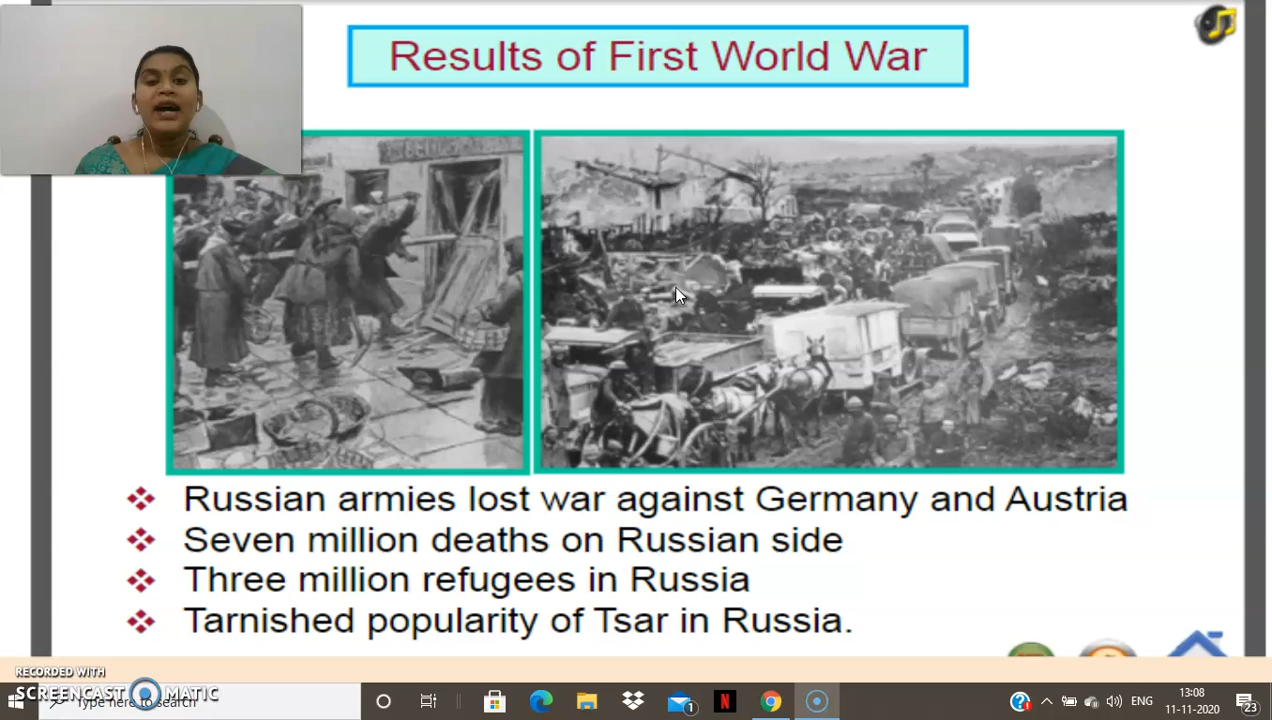 Results of First World War
Russian armies lost war against Germany and Austria
Seven million deaths on Russian side
Three million refugees in Russia
Tarnished popularity of Tsar in Russia.
RECORDED WITH
SCREENCAST MATIC
Type here to search
1
N
ENG
13:08
11-11-2020
23